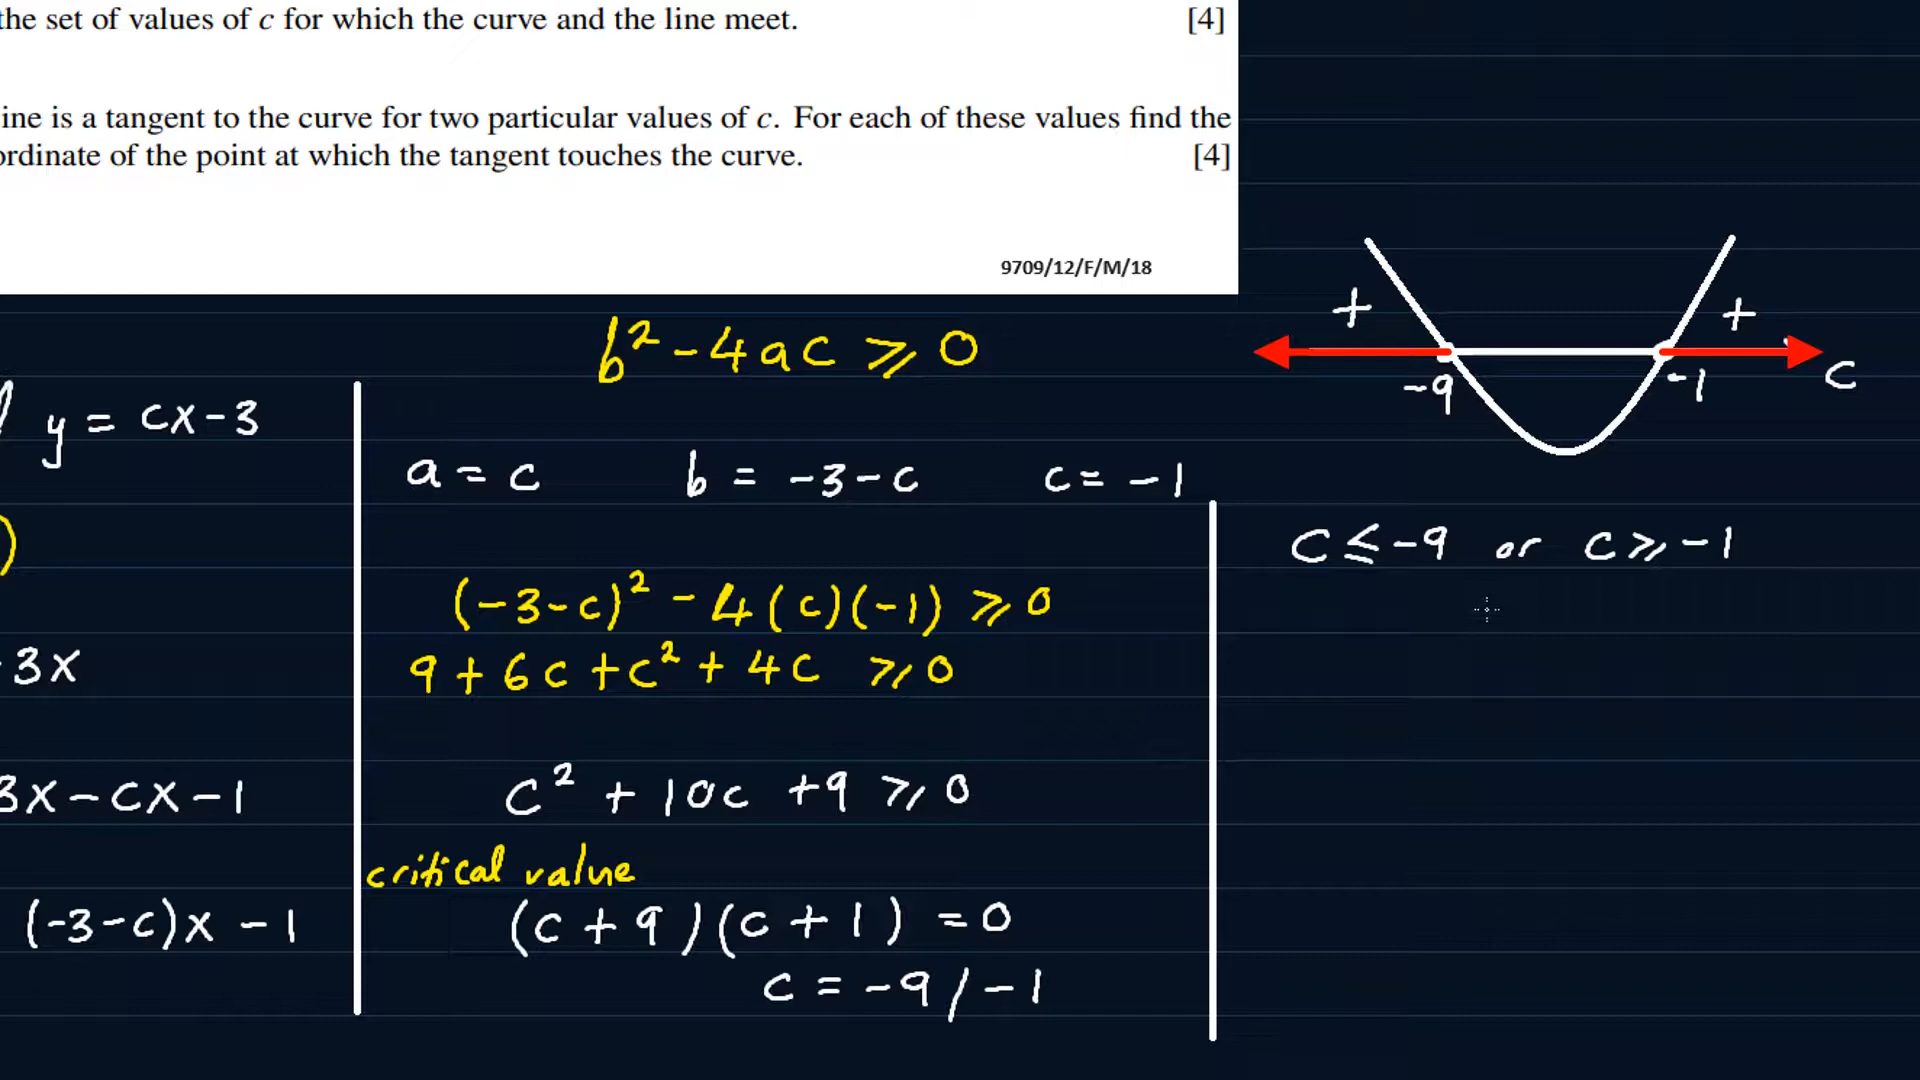 the set of values of c for which the curve and the line meet. [4]
ine is a tangent to the curve for two particular values of c. For each of these values find the
ordinate of the point at which the tangent touches the curve. [4]
9709/12/F/M/18
y = cx-3
)
3x
3x-cx-1
(-3-c)x -1
b²-4ac ⩾ 0
a = c b = -3-c c = -1
(-3-c)² - 4(c)(-1) ⩾ 0
9 + 6c + c² + 4c ⩾ 0
c² + 10c + 9 ⩾ 0
critical value
(c+9)(c+1) = 0
c = -9/-1
+ +
-9 -1 c
c ⩽ -9 or c ⩾ -1